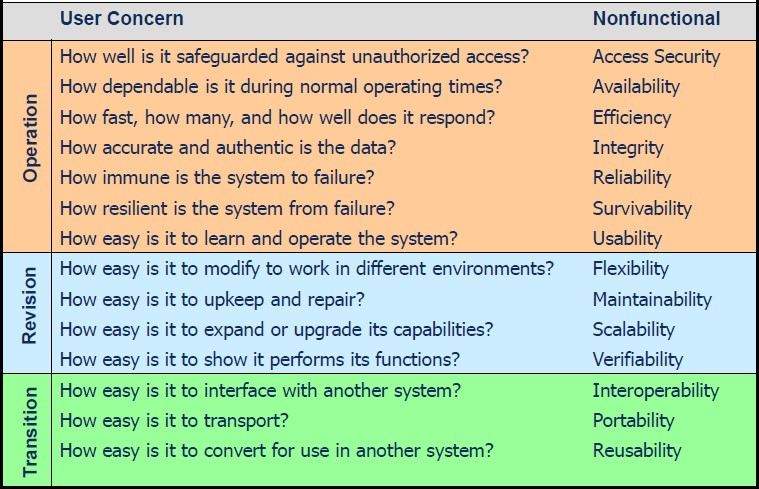 User Concern Nonfunctional
Operation
How well is it safeguarded against unauthorized access? Access Security
How dependable is it during normal operating times? Availability
How fast, how many, and how well does it respond? Efficiency
How accurate and authentic is the data? Integrity
How immune is the system to failure? Reliability
How resilient is the system from failure? Survivability
How easy is it to learn and operate the system? Usability
Revision
How easy is it to modify to work in different environments? Flexibility
How easy is it to upkeep and repair? Maintainability
How easy is it to expand or upgrade its capabilities? Scalability
How easy is it to show it performs its functions? Verifiability
Transition
How easy is it to interface with another system? Interoperability
How easy is it to transport? Portability
How easy is it to convert for use in another system? Reusability